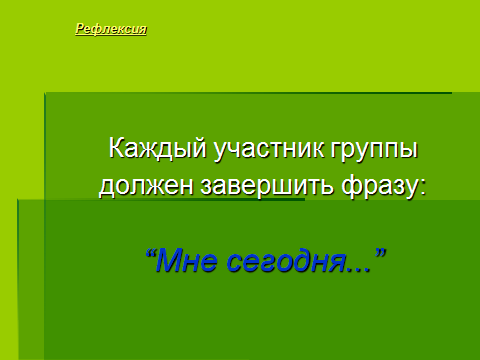 Рефлексия
Каждый участник группы
должен завершить фразу:
“Мне сегодня...”